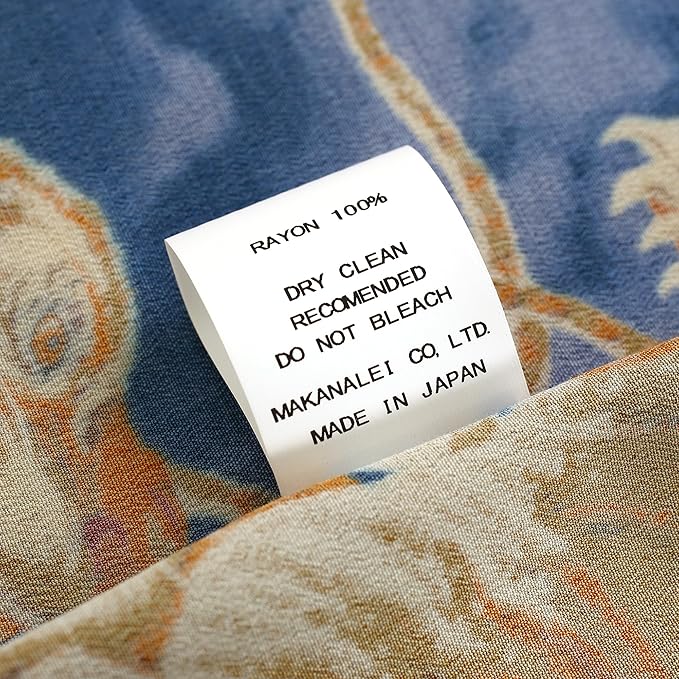 RAYON 100%
DRY CLEAN
RECOMENDED
DO NOT BLEACH
MAKANALEI CO, LTD.
MADE IN JAPAN